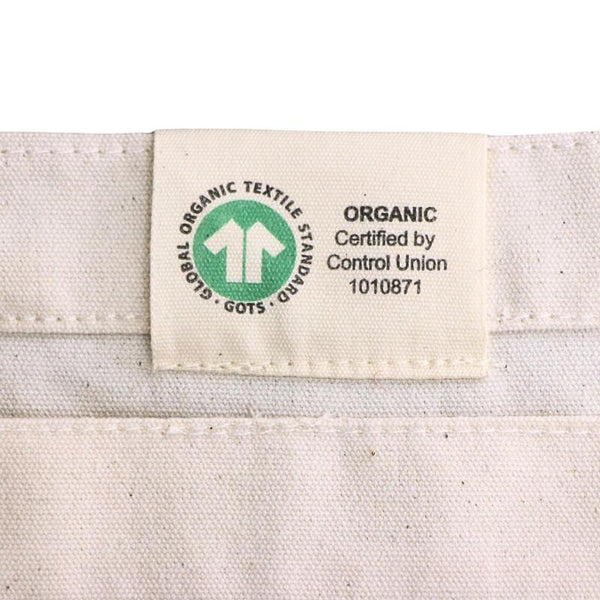 GLOBAL ORGANIC TEXTILE STANDARD · GOTS ·
ORGANIC
Certified by
Control Union
1010871